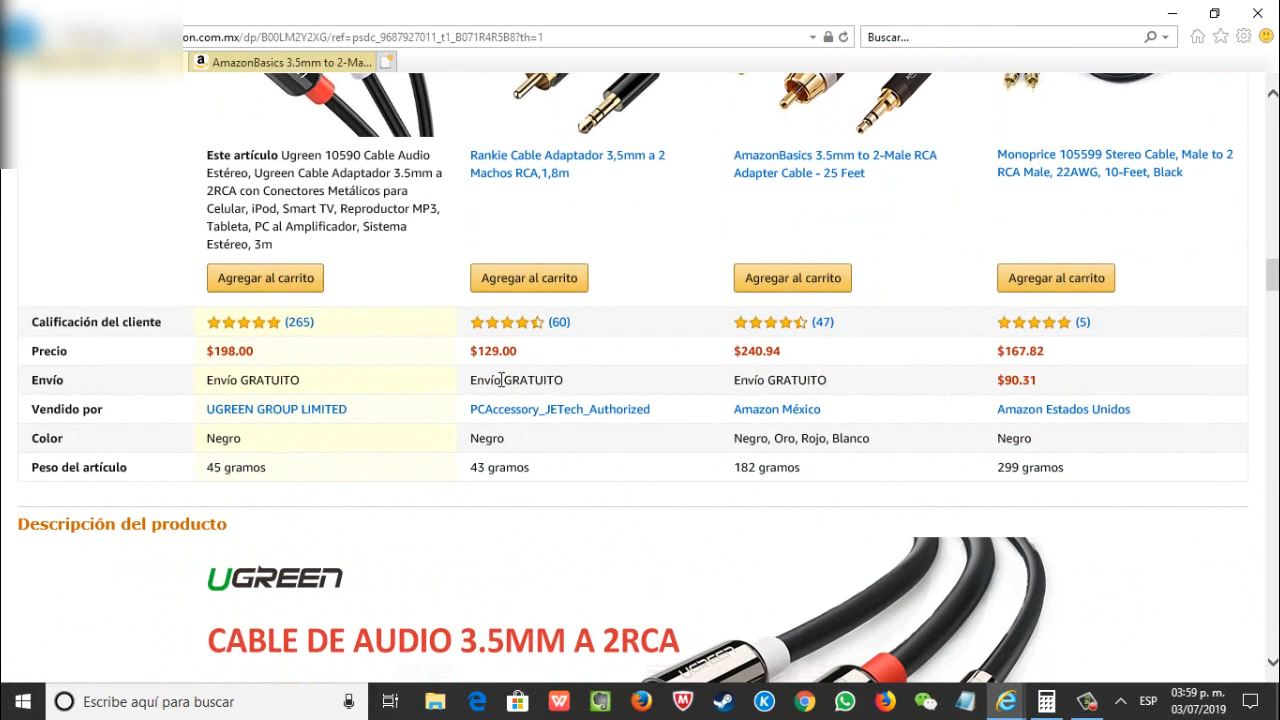 on.com.mx/dp/B00LM2Y2XG/ref=psdc_9687927011_t1_B071R4R5B8?th=1
Buscar...
AmazonBasics 3.5mm to 2-Ma...
Este artículo Ugreen 10590 Cable Audio
Estéreo, Ugreen Cable Adaptador 3.5mm a
2RCA con Conectores Metálicos para
Celular, iPod, Smart TV, Reproductor MP3,
Tableta, PC al Amplificador, Sistema
Estéreo, 3m
Rankie Cable Adaptador 3,5mm a 2
Machos RCA,1,8m
AmazonBasics 3.5mm to 2-Male RCA
Adapter Cable - 25 Feet
Monoprice 105599 Stereo Cable, Male to 2
RCA Male, 22AWG, 10-Feet, Black
Agregar al carrito Agregar al carrito Agregar al carrito Agregar al carrito
Calificación del cliente (265) (60) (47) (5)
Precio $198.00 $129.00 $240.94 $167.82
Envío Envío GRATUITO Envío GRATUITO Envío GRATUITO $90.31
Vendido por UGREEN GROUP LIMITED PCAccessory_JETech_Authorized Amazon México Amazon Estados Unidos
Color Negro Negro Negro, Oro, Rojo, Blanco Negro
Peso del artículo 45 gramos 43 gramos 182 gramos 299 gramos
Descripción del producto
UGREEN
CABLE DE AUDIO 3.5MM A 2RCA
UGREEN
Escribe aquí para buscar
ESP
03:59 p. m.
03/07/2019